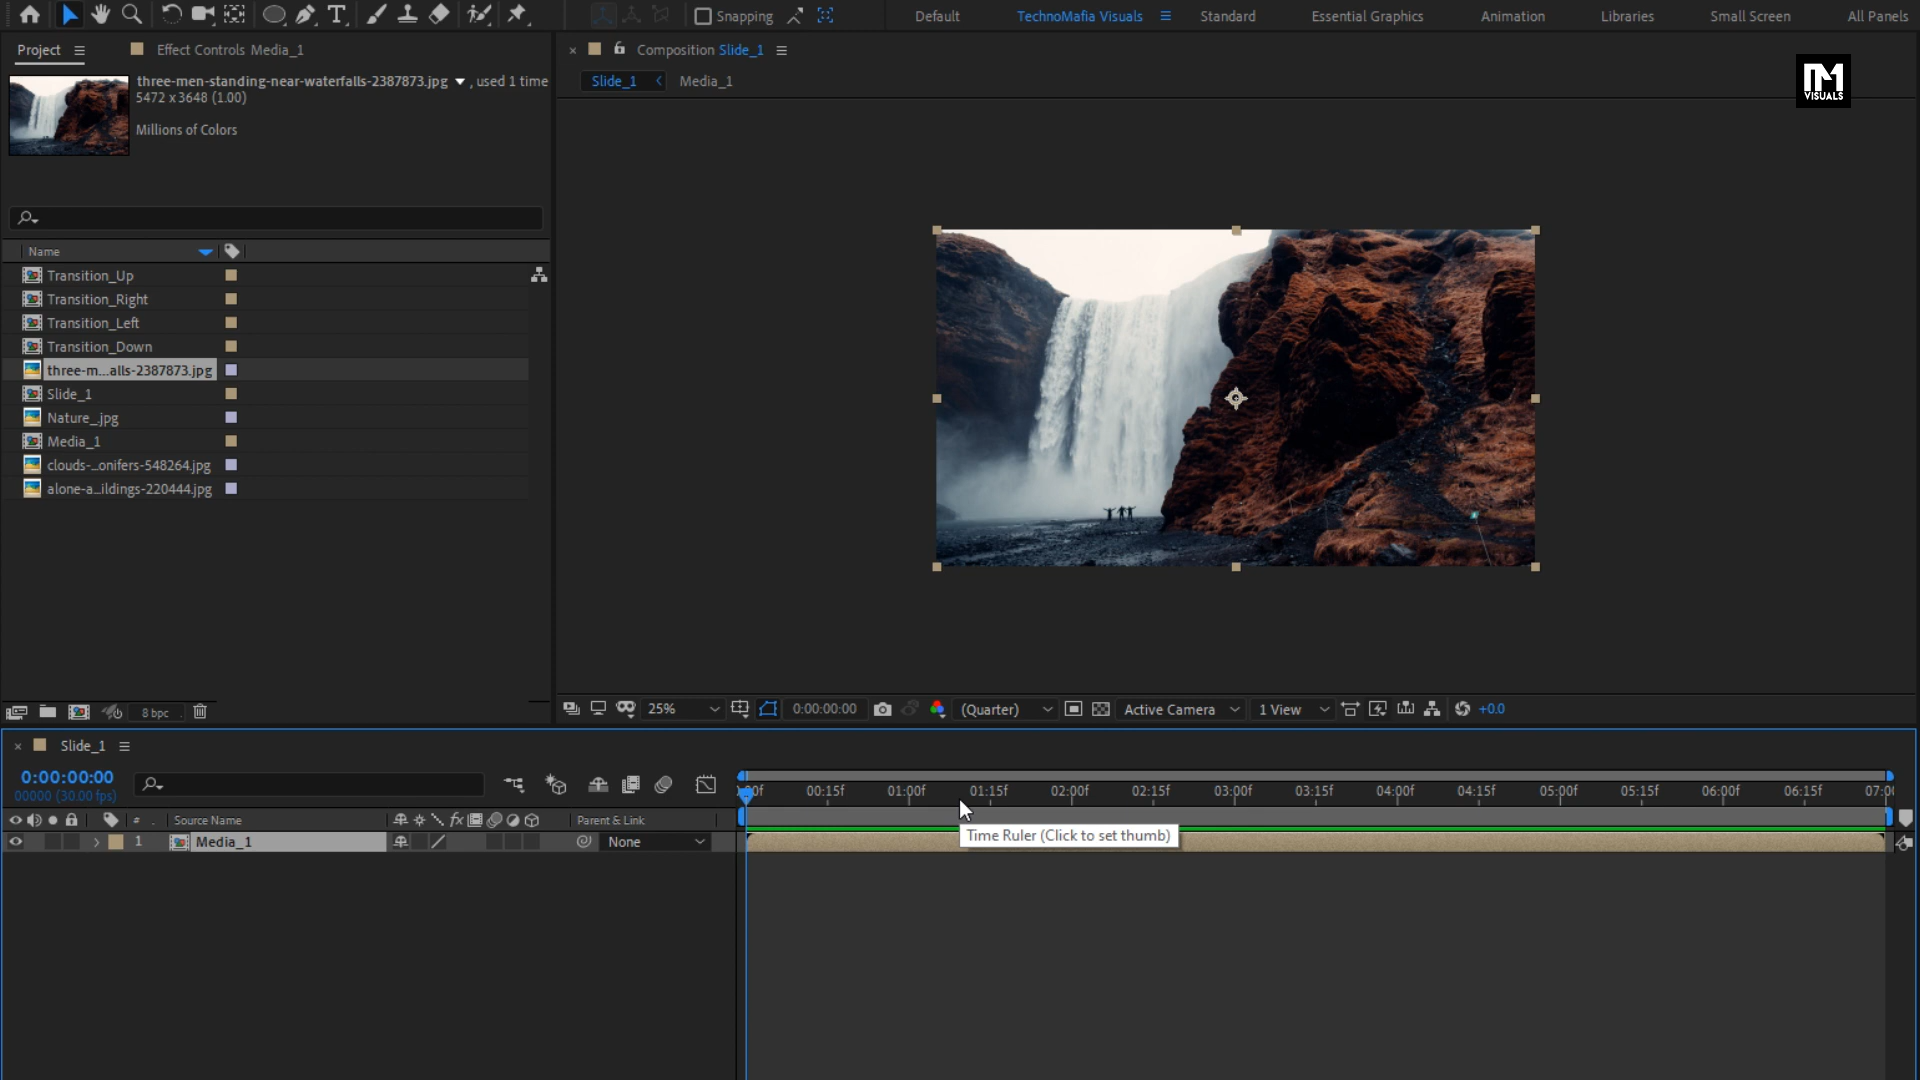 Snapping
Default
TechnoMafia Visuals
Standard
Essential Graphics
Animation
Libraries
Small Screen
All Panels
Project
Effect Controls Media_1
Composition Slide_1
three-men-standing-near-waterfalls-2387873.jpg , used 1 time
5472 x 3648 (1.00)
Millions of Colors
Slide_1
Media_1
VISUALS
Name
Transition_Up
Transition_Right
Transition_Left
Transition_Down
three-m...alls-2387873.jpg
Slide_1
Nature_.jpg
Media_1
clouds-...onifers-548264.jpg
alone-a...ildings-220444.jpg
8 bpc
25%
0:00:00:00
(Quarter)
Active Camera
1 View
+0.0
Slide_1
0:00:00:00
00000 (30.00 fps)
00f 00:15f 01:00f 01:15f 02:00f 02:15f 03:00f 03:15f 04:00f 04:15f 05:00f 05:15f 06:00f 06:15f 07:00
Source Name
Parent & Link
1
Media_1
None
Time Ruler (Click to set thumb)